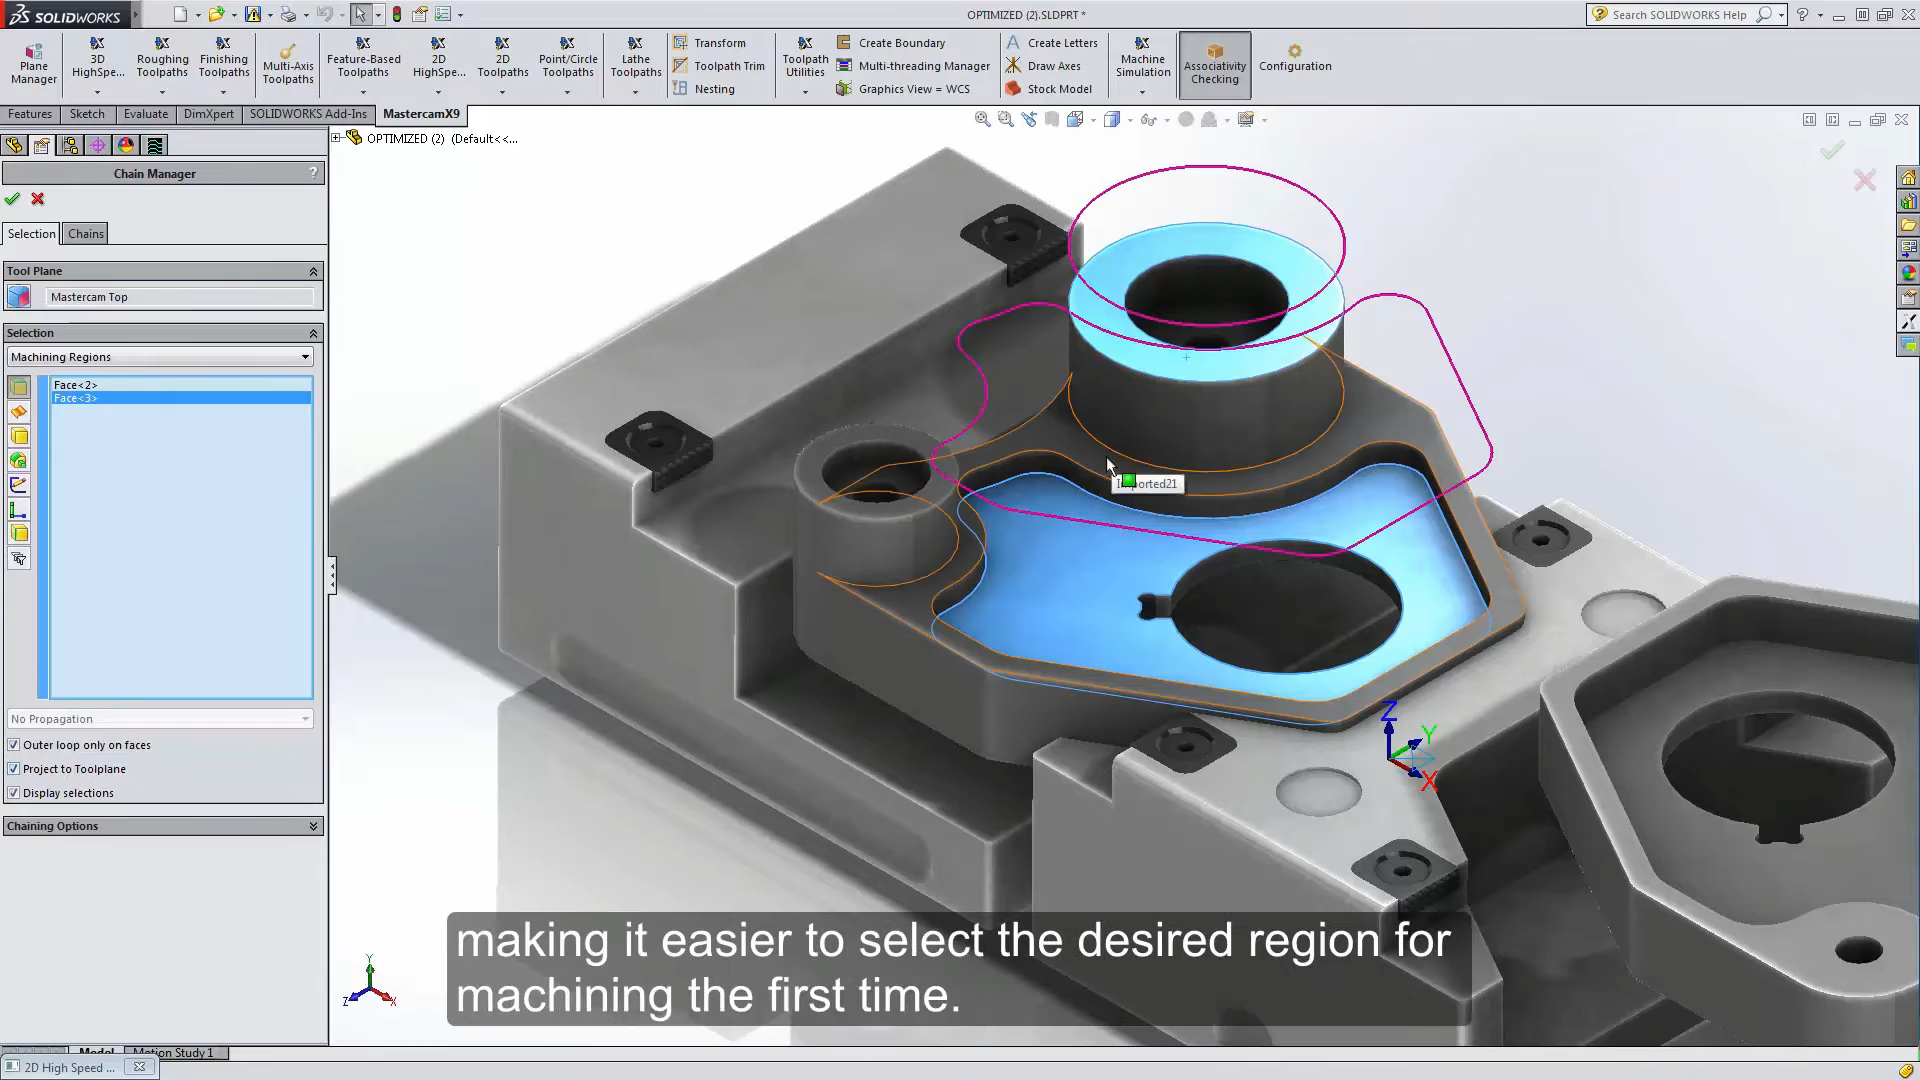 SOLIDWORKS
OPTIMIZED (2).SLDPRT *
Search SOLIDWORKS Help
Plane Manager
3D HighSpe...
Roughing Toolpaths
Finishing Toolpaths
Multi-Axis Toolpaths
Feature-Based Toolpaths
2D HighSpe...
2D Toolpaths
Point/Circle Toolpaths
Lathe Toolpaths
Transform
Toolpath Trim
Nesting
Toolpath Utilities
Create Boundary
Multi-threading Manager
Graphics View = WCS
Create Letters
Draw Axes
Stock Model
Machine Simulation
Associativity Checking
Configuration
Features
Sketch
Evaluate
DimXpert
SOLIDWORKS Add-Ins
MastercamX9
OPTIMIZED (2) (Default<<...
Chain Manager
?
Selection
Chains
Tool Plane
Mastercam Top
Selection
Machining Regions
Face<2>
Face<3>
No Propagation
Outer loop only on faces
Project to Toolplane
Display selections
Chaining Options
Z
Y
X
Y
Z
X
making it easier to select the desired region for
machining the first time.
Model
Motion Study 1
2D High Speed ...